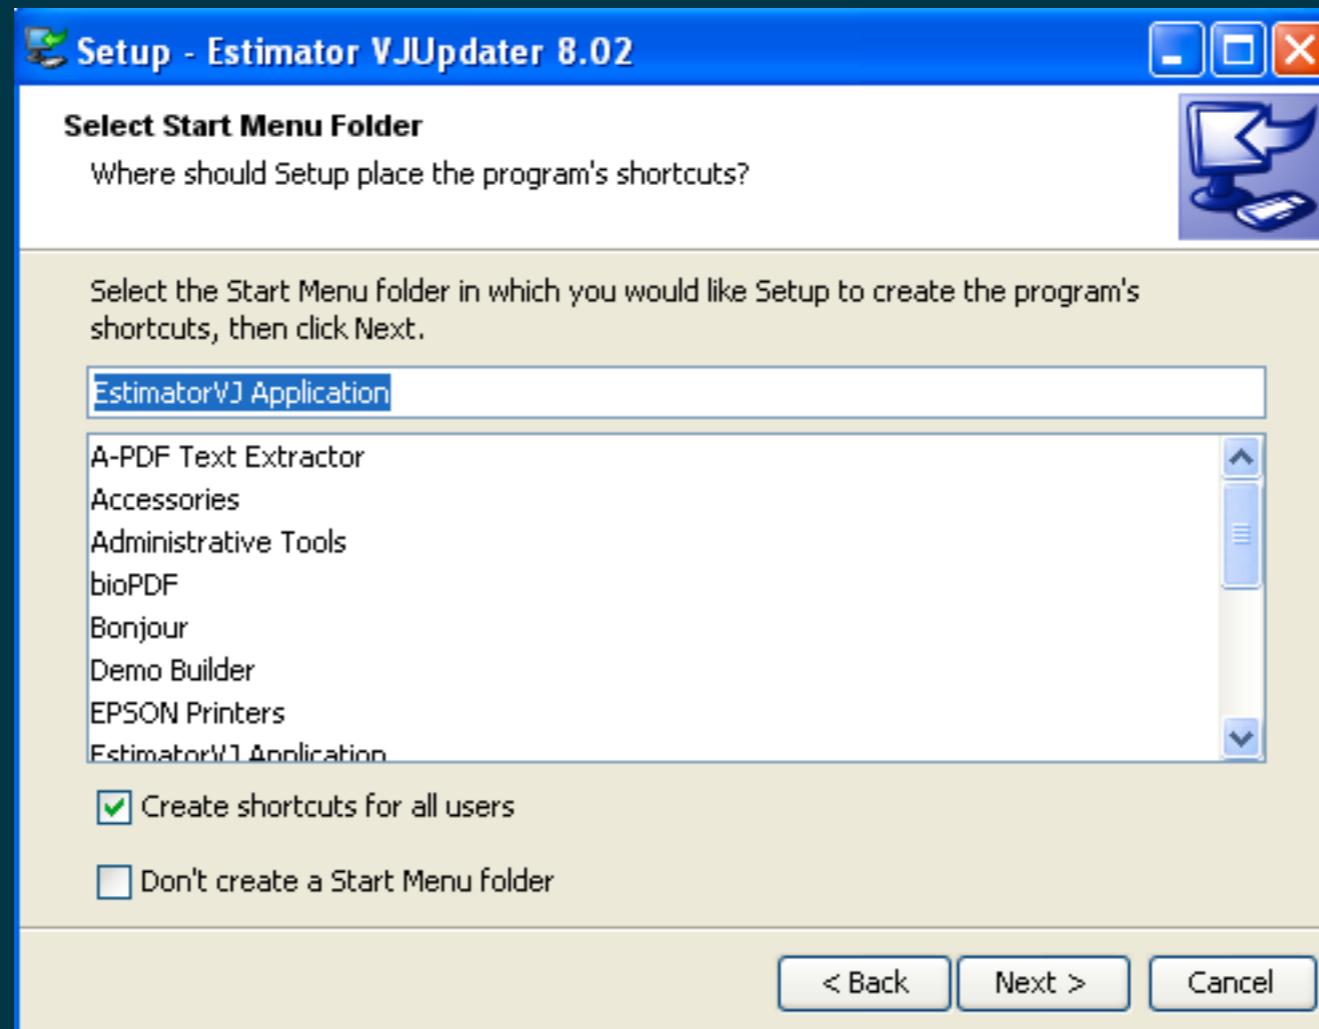 Setup - Estimator VJUpdater 8.02
Select Start Menu Folder
Where should Setup place the program's shortcuts?
Select the Start Menu folder in which you would like Setup to create the program's
shortcuts, then click Next.
EstimatorVJ Application
A-PDF Text Extractor
Accessories
Administrative Tools
bioPDF
Bonjour
Demo Builder
EPSON Printers
EstimatorVJ Application
Create shortcuts for all users
Don't create a Start Menu folder
< Back Next > Cancel